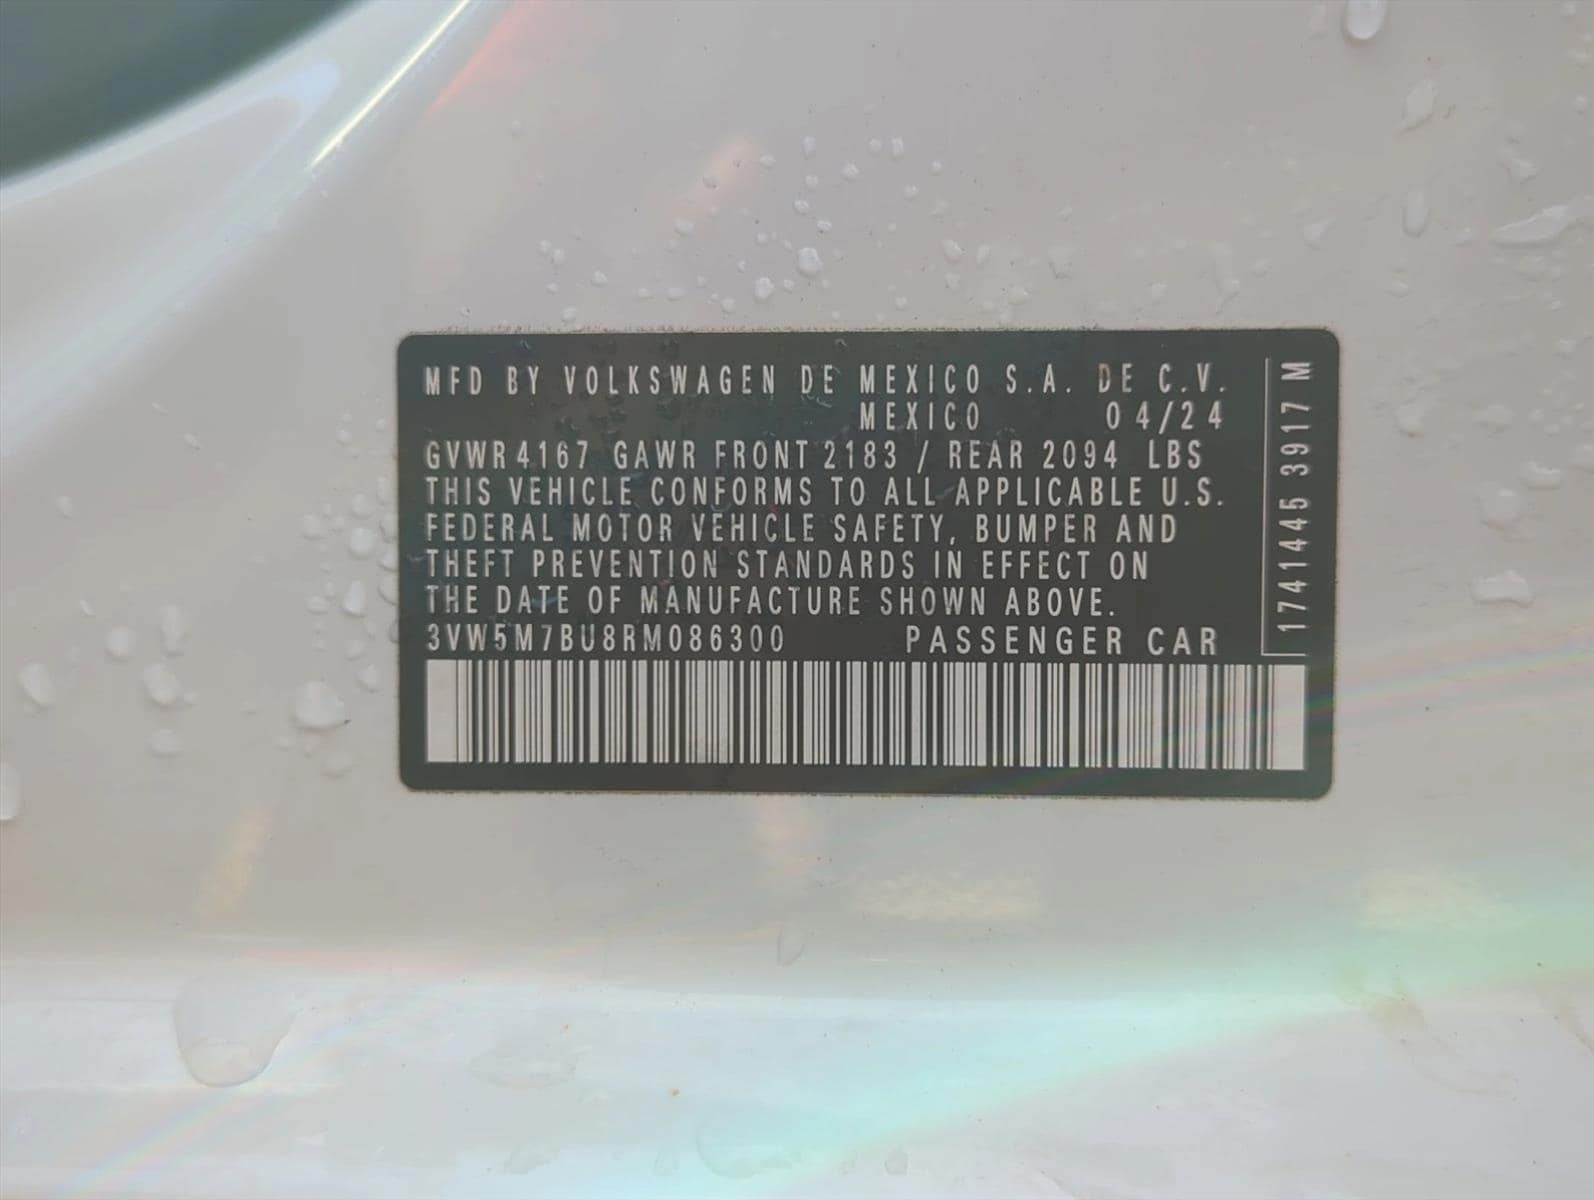 MFD BY VOLKSWAGEN DE MEXICO S.A. DE C.V.
MEXICO 04/24
GVWR 4167 GAWR FRONT 2183 / REAR 2094 LBS
THIS VEHICLE CONFORMS TO ALL APPLICABLE U.S.
FEDERAL MOTOR VEHICLE SAFETY, BUMPER AND
THEFT PREVENTION STANDARDS IN EFFECT ON
THE DATE OF MANUFACTURE SHOWN ABOVE.
3VW5M7BU8RM086300 PASSENGER CAR
1741445 3917 M